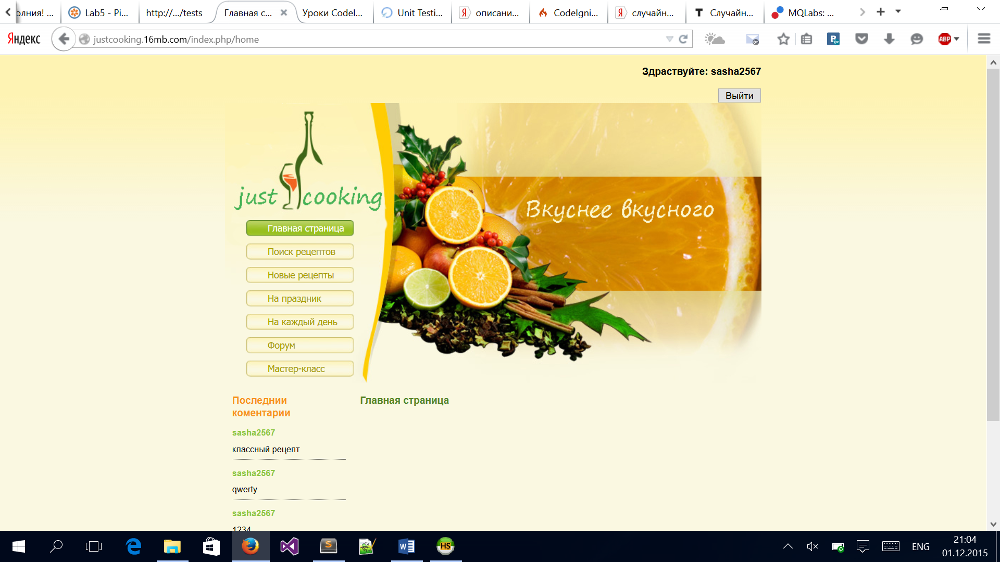 олния! ...
Lab5 - Pi...
http://.../tests
Главная с...
Уроки CodeI...
Unit Testi...
описани...
CodeIgni...
случайн...
Случайн...
MQLabs: ...
Яндекс
justcooking.16mb.com/index.php/home
ABP
Здраствуйте: sasha2567
Выйти
just cooking
Вкуснее вкусного
Главная страница
Поиск рецептов
Новые рецепты
На праздник
На каждый день
Форум
Мастер-класс
Последнии
коментарии
Главная страница
sasha2567
классный рецепт
sasha2567
qwerty
sasha2567
1234
HS
ENG
21:04
01.12.2015